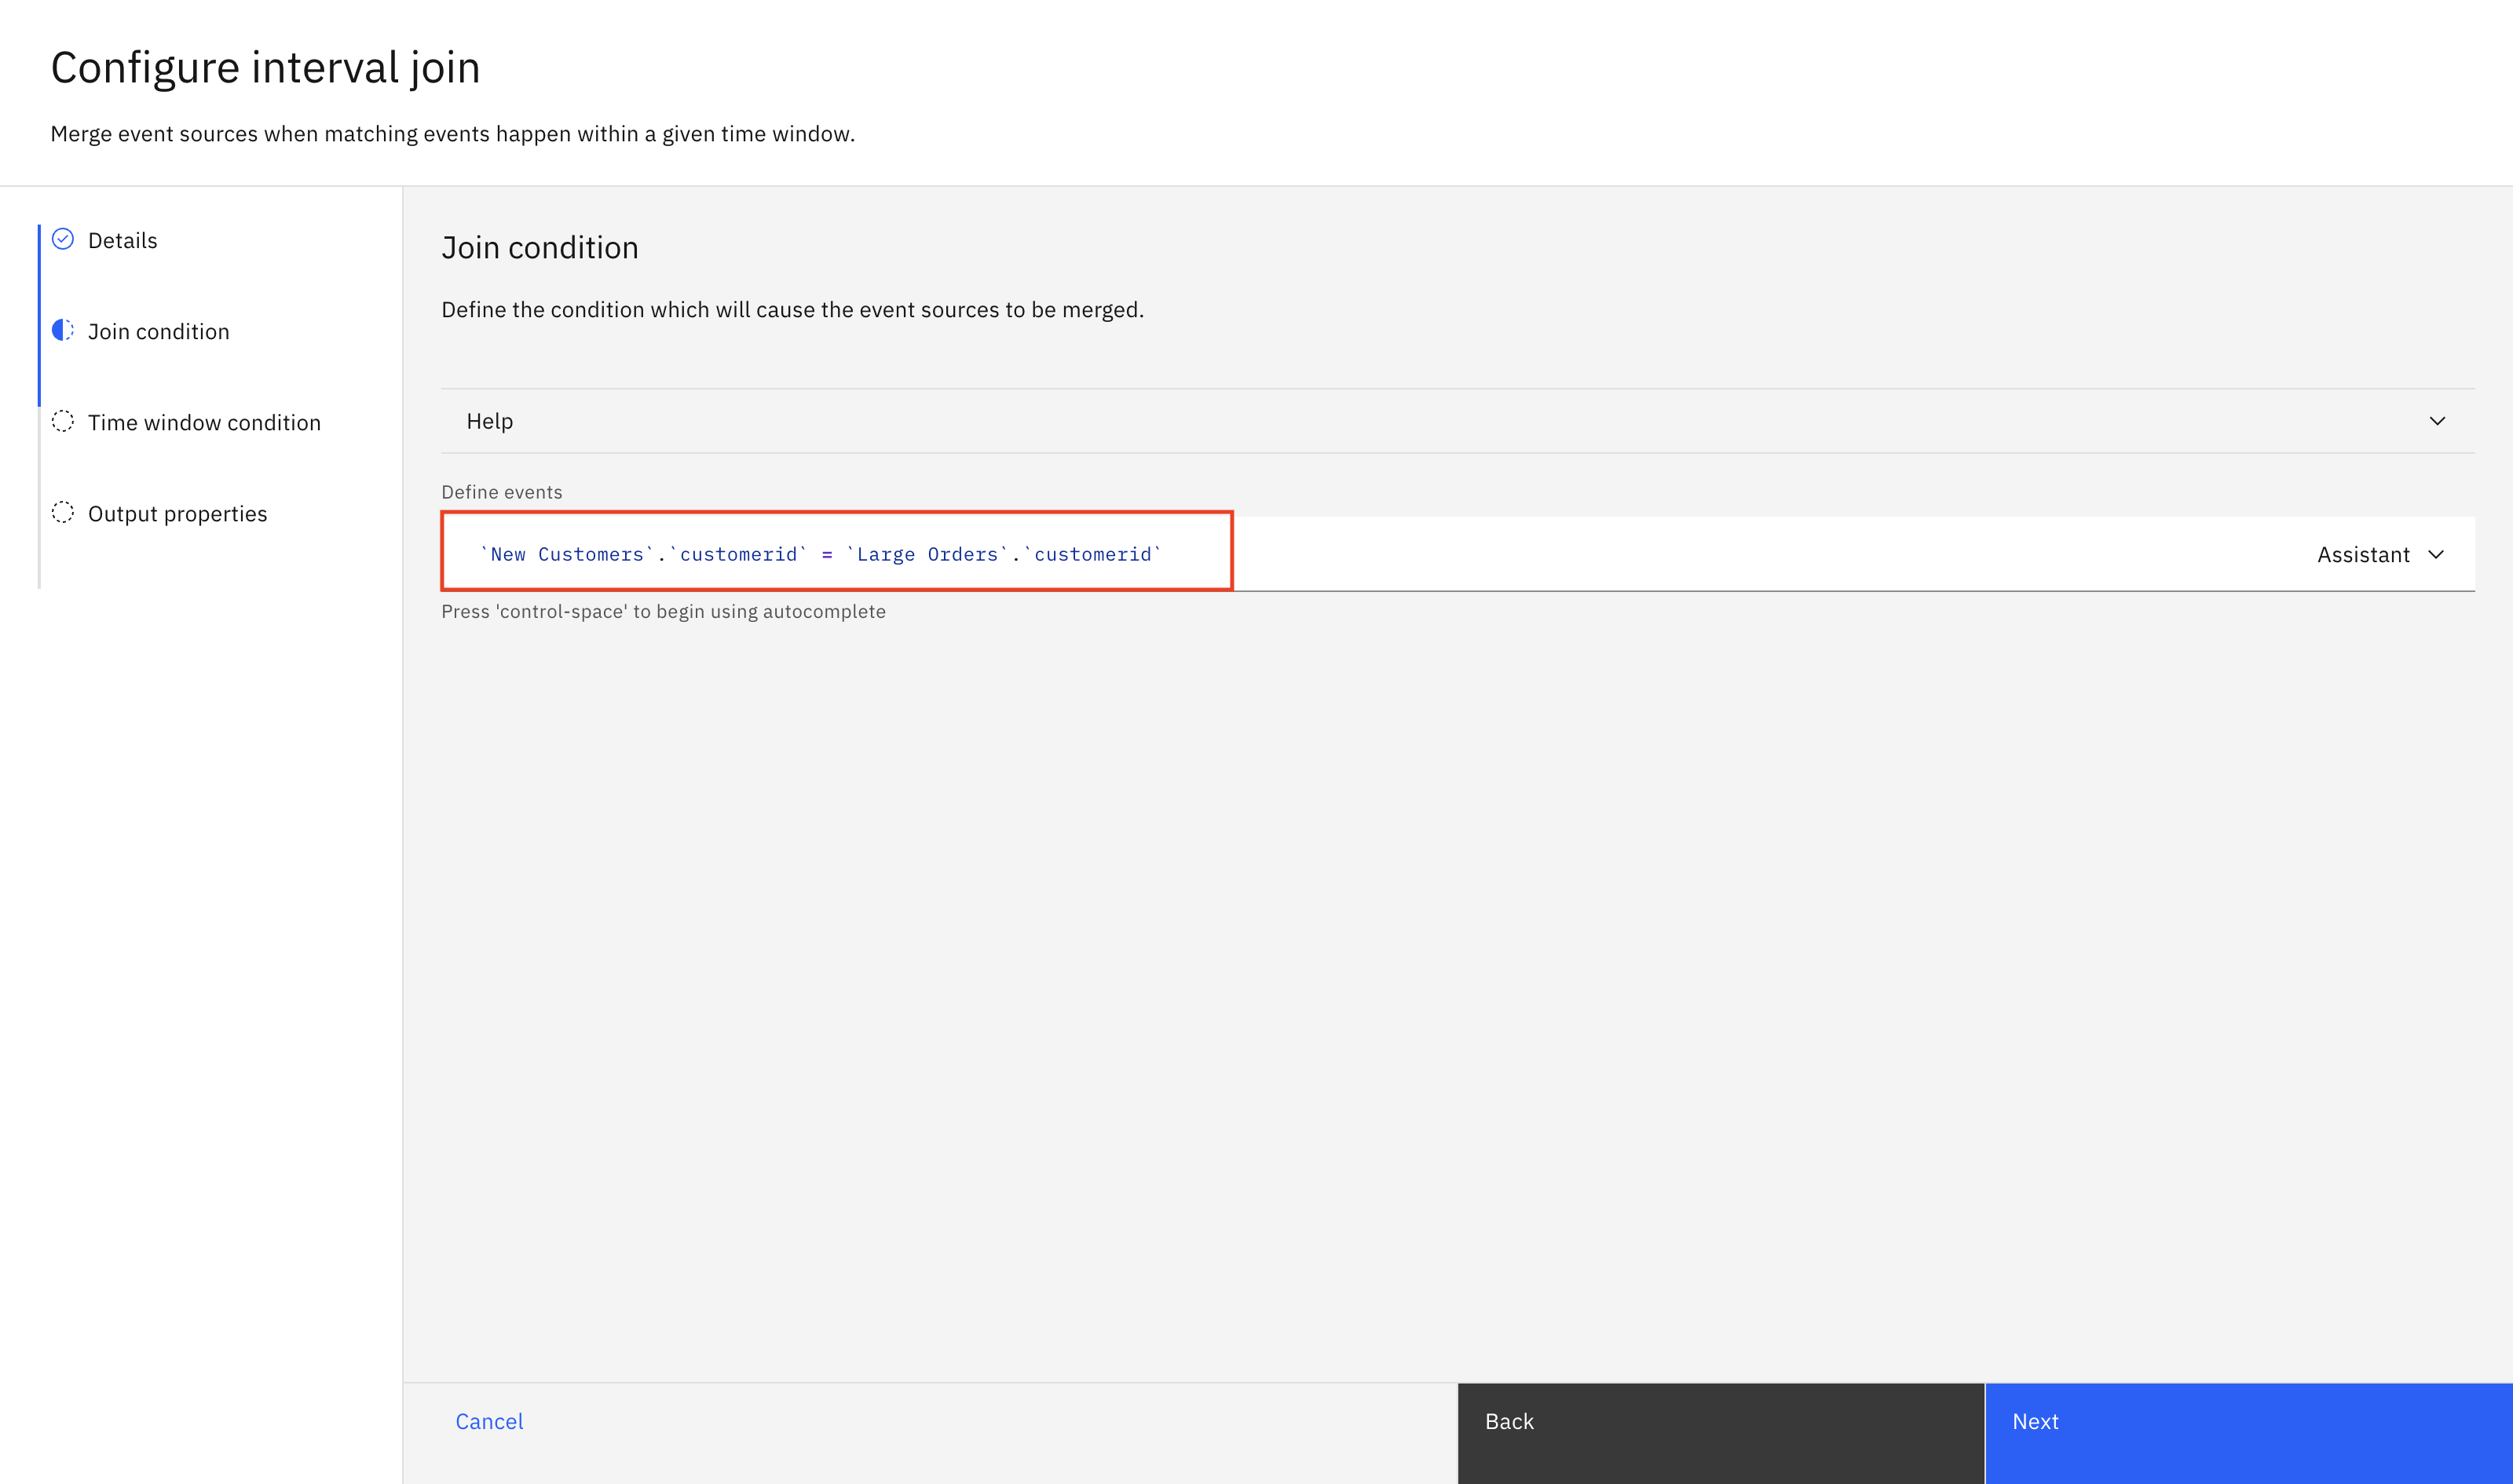 Configure interval join
Merge event sources when matching events happen within a given time window.
Details
Join condition
Time window condition
Output properties
Join condition
Define the condition which will cause the event sources to be merged.
Help
Define events
`New Customers`.`customerid` = `Large Orders`.`customerid`
Assistant
Press 'control-space' to begin using autocomplete
Cancel
Back
Next